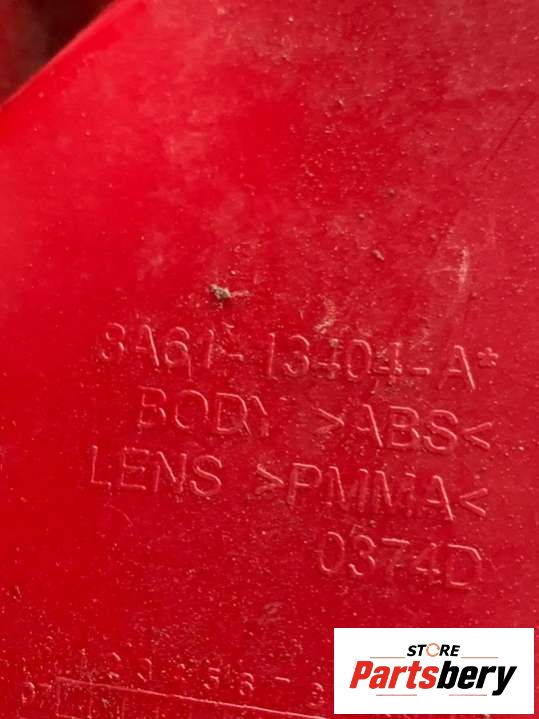 8A61-13404-A*
BODY >ABS<
LENS >PMMA<
0374D
STORE
Partsbery